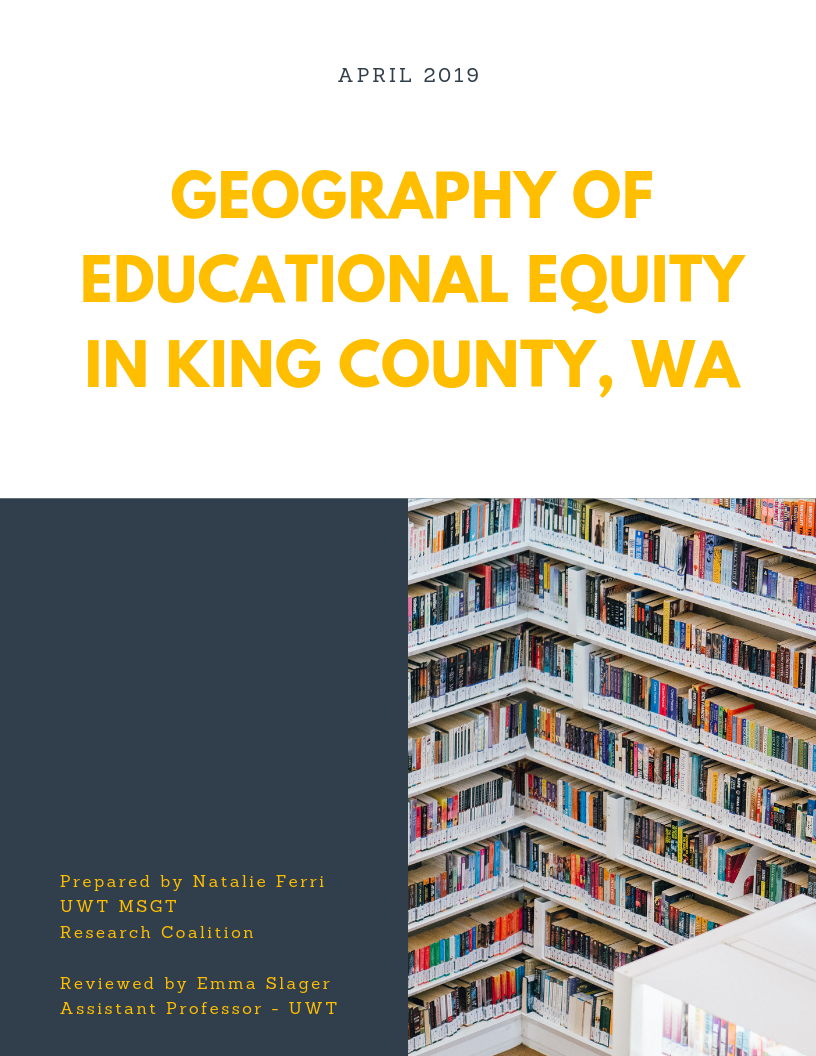 APRIL 2019
GEOGRAPHY OF
EDUCATIONAL EQUITY
IN KING COUNTY, WA
Prepared by Natalie Ferri
UWT MSGT
Research Coalition
Reviewed by Emma Slager
Assistant Professor - UWT